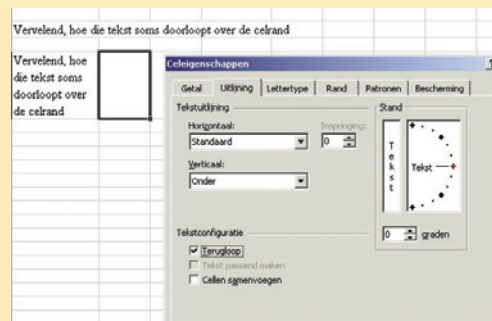 Vervelend, hoe die tekst soms doorloopt over de celrand
Vervelend, hoe
die tekst soms
doorloopt over
de celrand
Celeigenschappen
Getal
Uitlijning
Lettertype
Rand
Patronen
Bescherming
Tekstuitlijning
Horizontaal:
Standaard
Inspringing:
0
Verticaal:
Onder
Stand
Tekst
Tekst
0 graden
Tekstconfiguratie
Terugloop
Tekst passend maken
Cellen samenvoegen